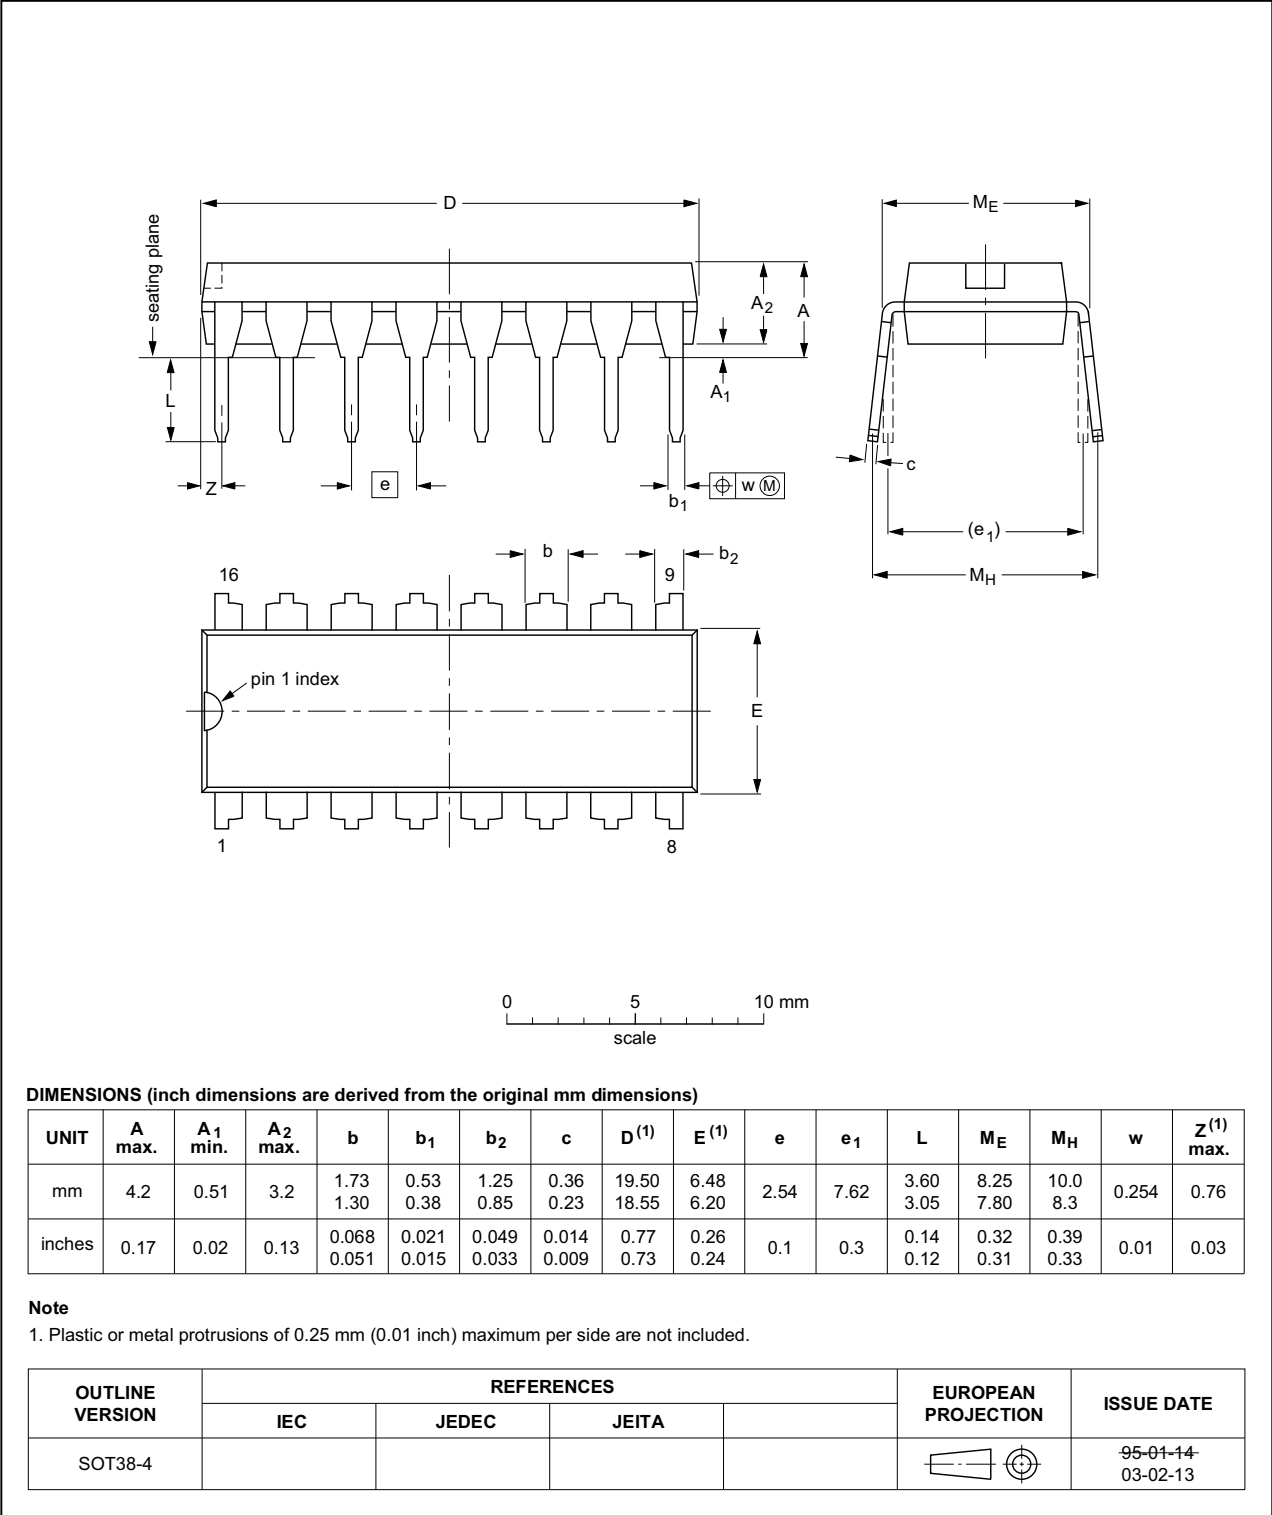 D
M_E
seating plane
A_2
A
A_1
L
c
Z
e
b_1
w M
(e_1)
M_H
b
b_2
16
9
pin 1 index
E
1
8
0 5 10 mm
scale
DIMENSIONS (inch dimensions are derived from the original mm dimensions)
UNIT A max. A1 min. A2 max. b b1 b2 c D(1) E(1) e e1 L ME MH w Z(1) max.
mm 4.2 0.51 3.2 1.73 1.30 0.53 0.38 1.25 0.85 0.36 0.23 19.50 18.55 6.48 6.20 2.54 7.62 3.60 3.05 8.25 7.80 10.0 8.3 0.254 0.76
inches 0.17 0.02 0.13 0.068 0.051 0.021 0.015 0.049 0.033 0.014 0.009 0.77 0.73 0.26 0.24 0.1 0.3 0.14 0.12 0.32 0.31 0.39 0.33 0.01 0.03
Note
1. Plastic or metal protrusions of 0.25 mm (0.01 inch) maximum per side are not included.
OUTLINE VERSION REFERENCES EUROPEAN PROJECTION ISSUE DATE
IEC JEDEC JEITA
SOT38-4 95-01-14
03-02-13